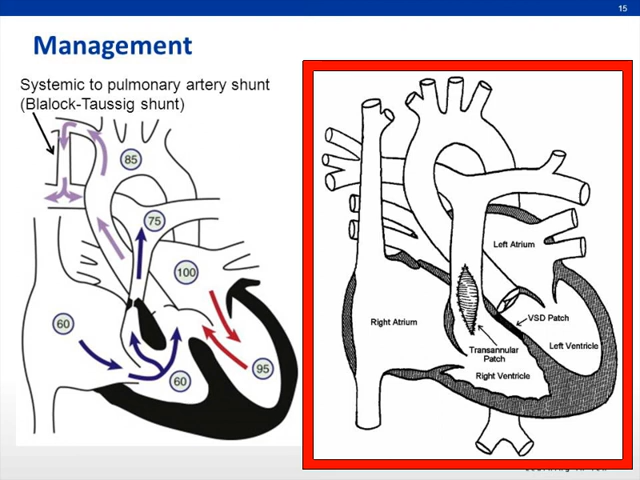 15
Management
Systemic to pulmonary artery shunt
(Blalock-Taussig shunt)
85
75
100
60
60
95
Left Atrium
Right Atrium
VSD Patch
Left Ventricle
Transannular
Patch
Right Ventricle